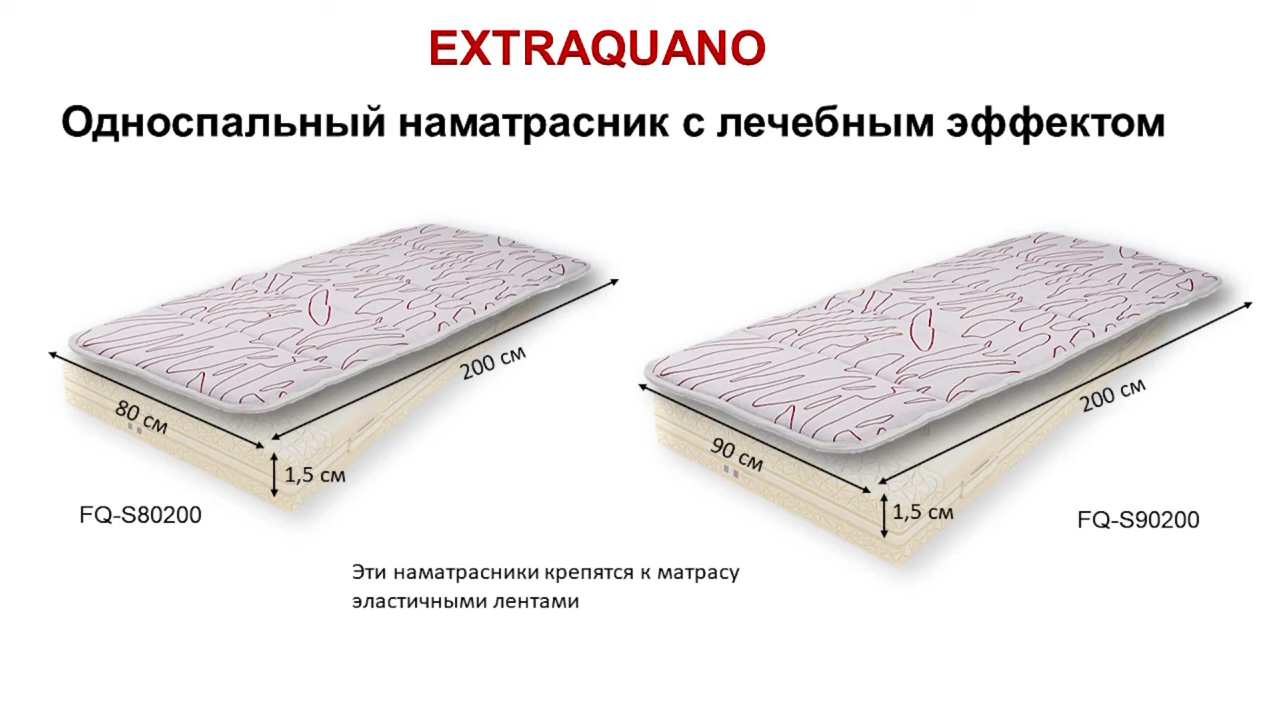 EXTRAQUANO
Односпальный наматрасник с лечебным эффектом
200 см
80 см
1,5 см
FQ-S80200
200 см
90 см
1,5 см
FQ-S90200
Эти наматрасники крепятся к матрасу
эластичными лентами